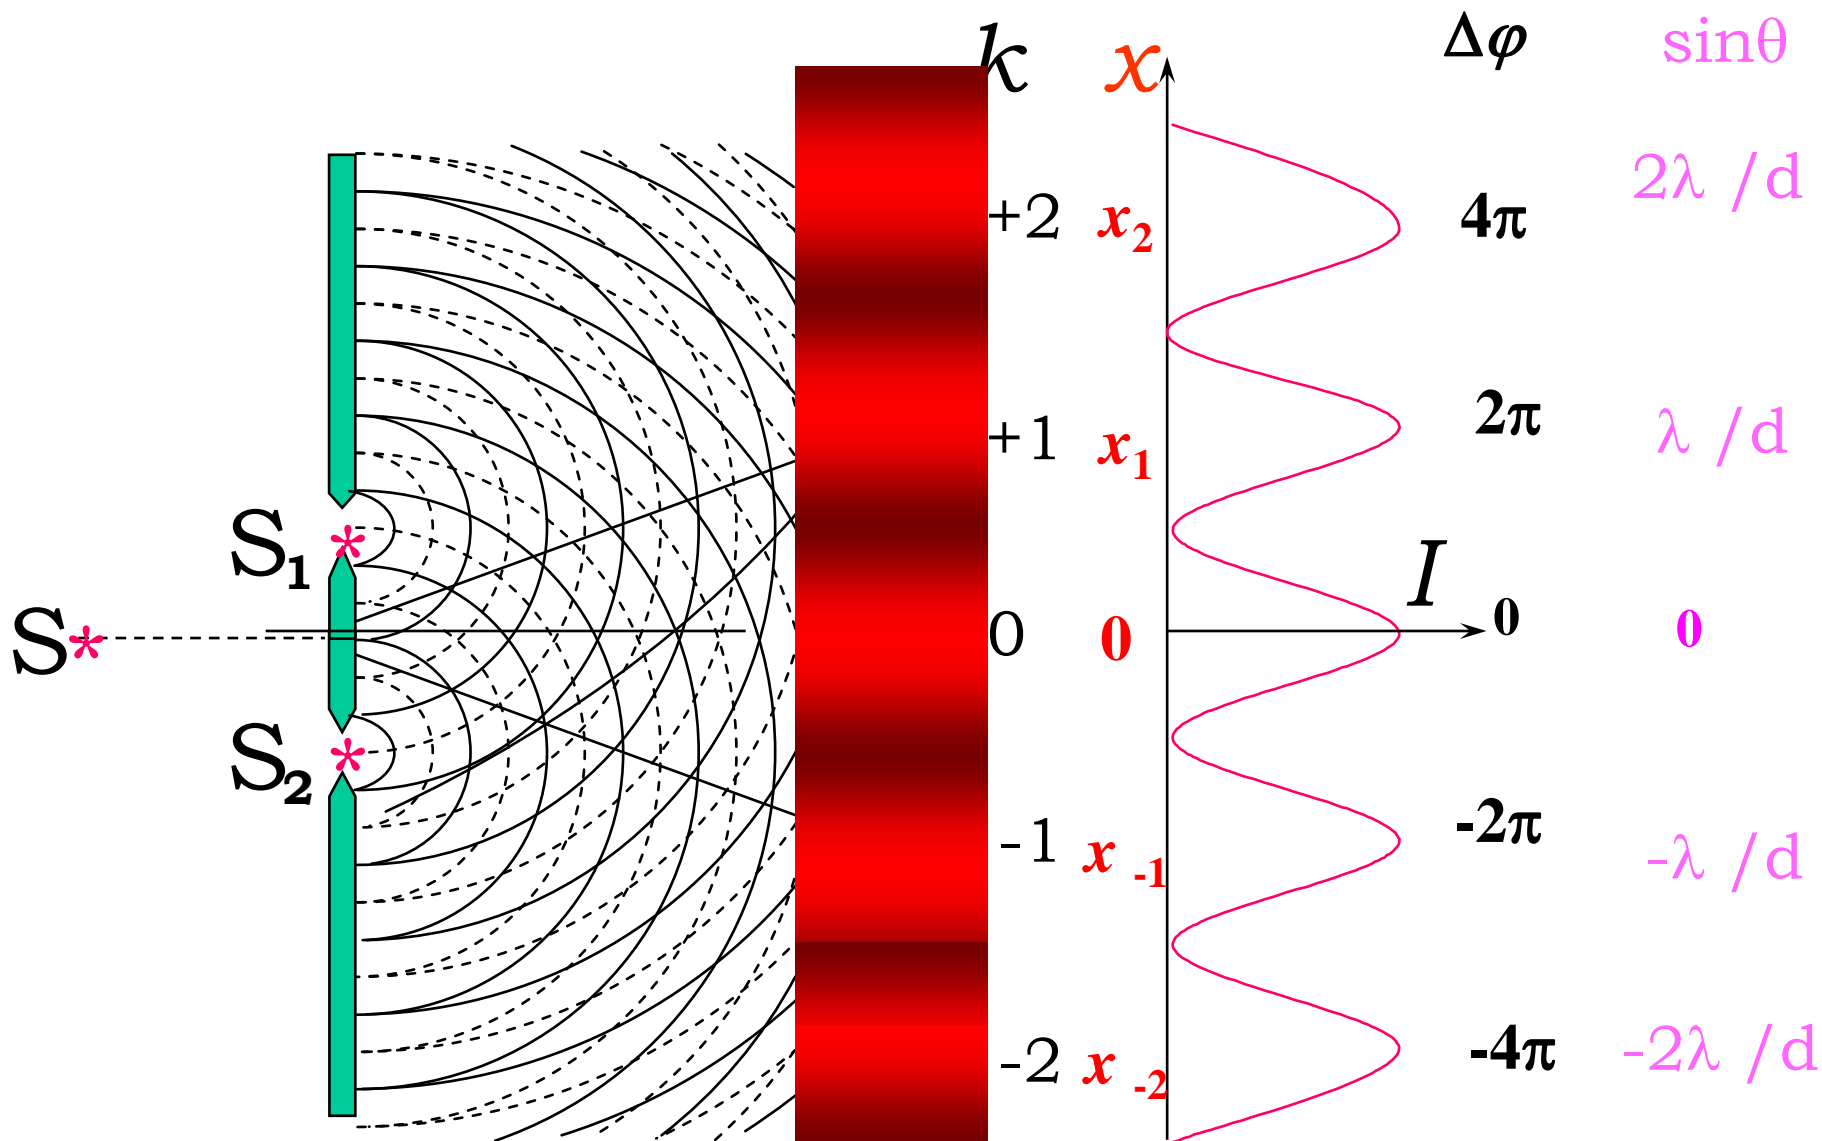 k x Δφ sinθ
+2 x₂ 4π 2λ /d
+1 x₁ 2π λ /d
S₁
I
S* 0 0 0 0
S₂
-1 x₋₁ -2π -λ /d
-2 x₋₂ -4π -2λ /d